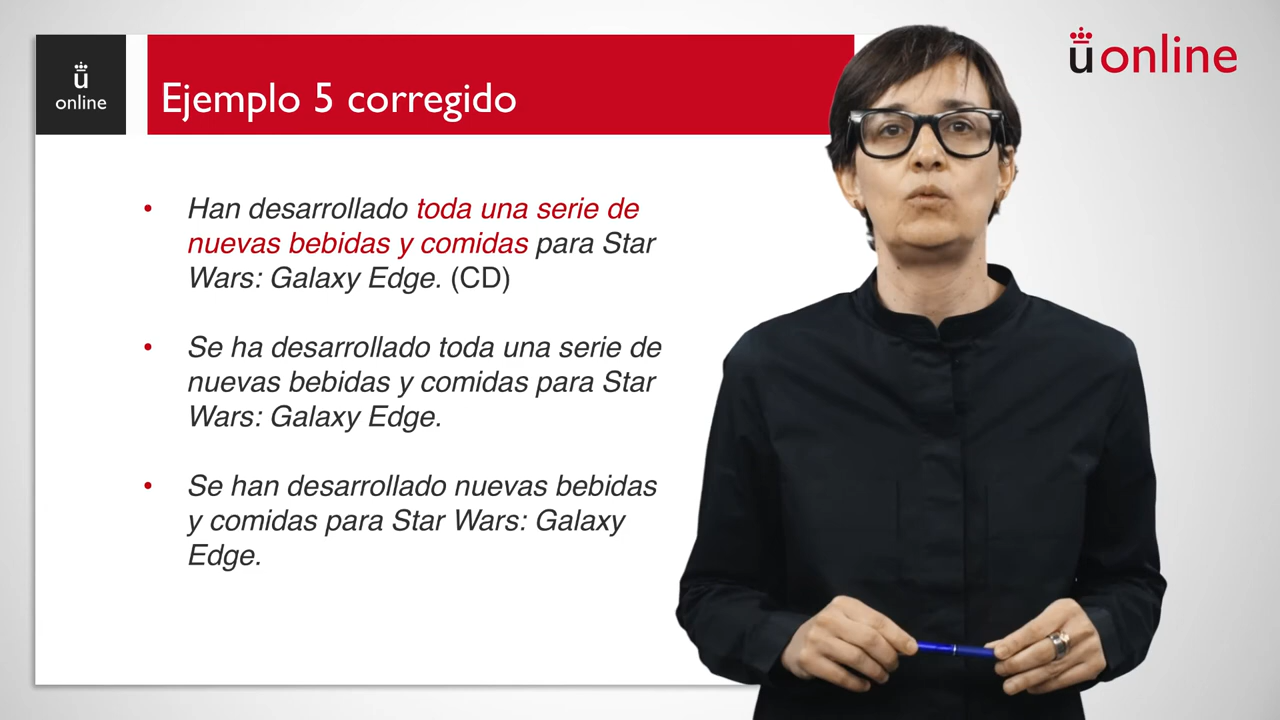 ü
online
Ejemplo 5 corregido
üonline
• Han desarrollado toda una serie de
nuevas bebidas y comidas para Star
Wars: Galaxy Edge. (CD)
• Se ha desarrollado toda una serie de
nuevas bebidas y comidas para Star
Wars: Galaxy Edge.
• Se han desarrollado nuevas bebidas
y comidas para Star Wars: Galaxy
Edge.